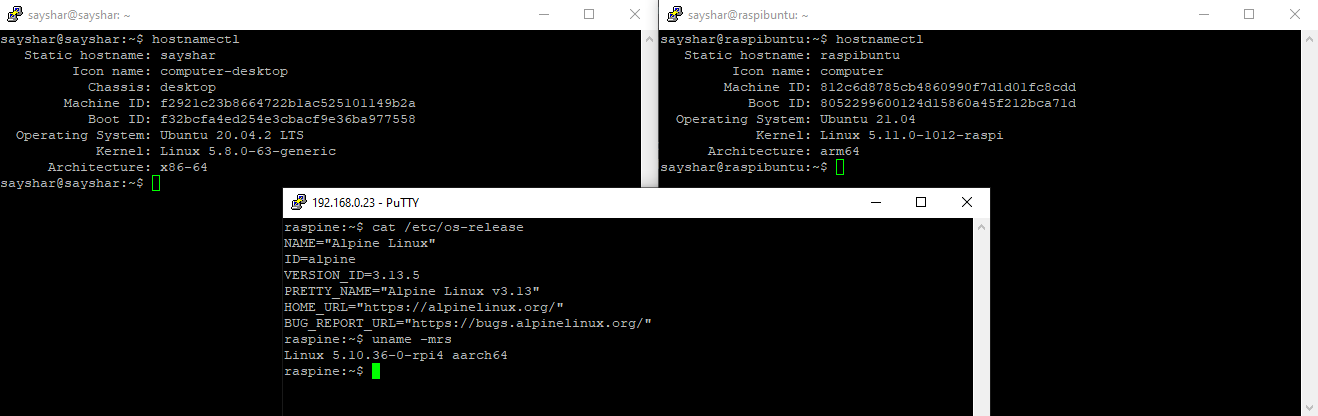 sayshar@sayshar: ~
sayshar@sayshar:~$ hostnamectl
Static hostname: sayshar
Icon name: computer-desktop
Chassis: desktop
Machine ID: f2921c23b8664722b1ac525101149b2a
Boot ID: f32bcfa4ed254e3cbacf9e36ba977558
Operating System: Ubuntu 20.04.2 LTS
Kernel: Linux 5.8.0-63-generic
Architecture: x86-64
sayshar@sayshar:~$
sayshar@raspibuntu: ~
sayshar@raspibuntu:~$ hostnamectl
Static hostname: raspibuntu
Icon name: computer
Machine ID: 812c6d8785cb4860990f7d1d01fc8cdd
Boot ID: 8052299600124d15860a45f212bca71d
Operating System: Ubuntu 21.04
Kernel: Linux 5.11.0-1012-raspi
Architecture: arm64
sayshar@raspibuntu:~$
192.168.0.23 - PuTTY
raspine:~$ cat /etc/os-release
NAME="Alpine Linux"
ID=alpine
VERSION_ID=3.13.5
PRETTY_NAME="Alpine Linux v3.13"
HOME_URL="https://alpinelinux.org/"
BUG_REPORT_URL="https://bugs.alpinelinux.org/"
raspine:~$ uname -mrs
Linux 5.10.36-0-rpi4 aarch64
raspine:~$